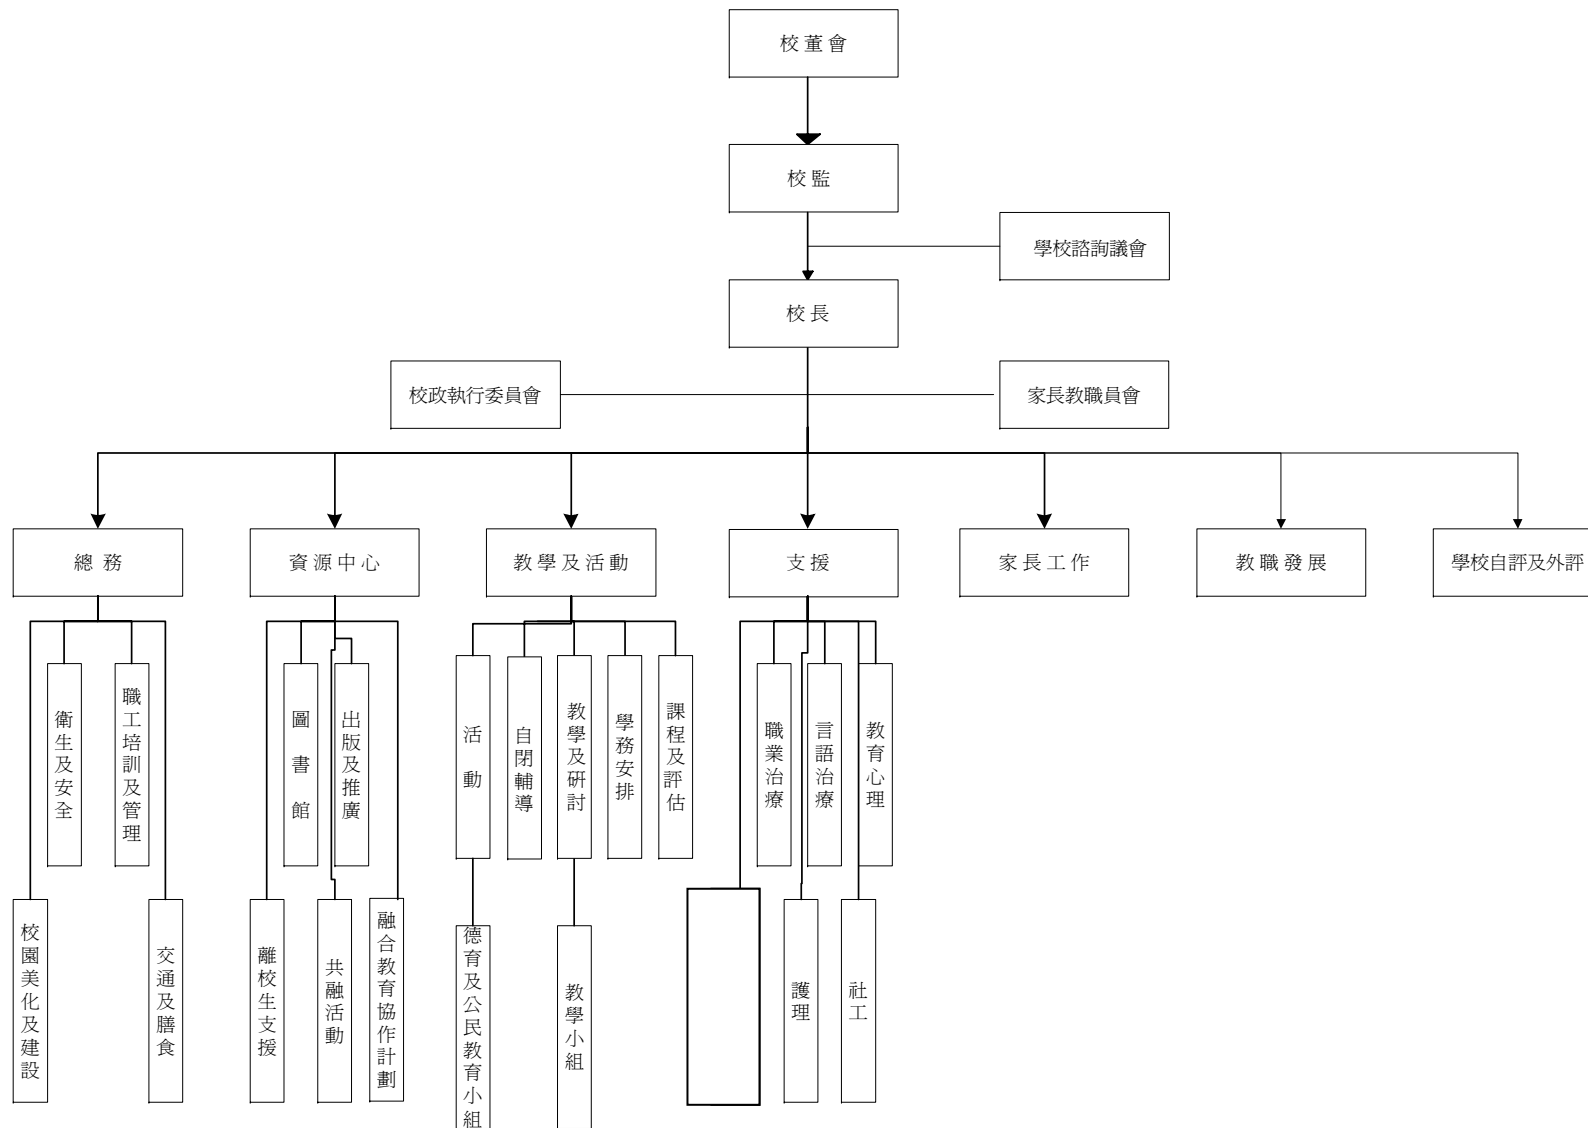 校董會
校監
學校諮詢議會
校長
校政執行委員會
家長教職員會
總務
資源中心
教學及活動
支援
家長工作
教職發展
學校自評及外評
衛生及安全
職工培訓及管理
圖書館
出版及推廣
活動
自閉輔導
教學及研討
學務安排
課程及評估
職業治療
言語治療
教育心理
校園美化及建設
交通及膳食
離校生支援
共融活動
融合教育協作計劃
德育及公民教育小組
教學小組
護理
社工